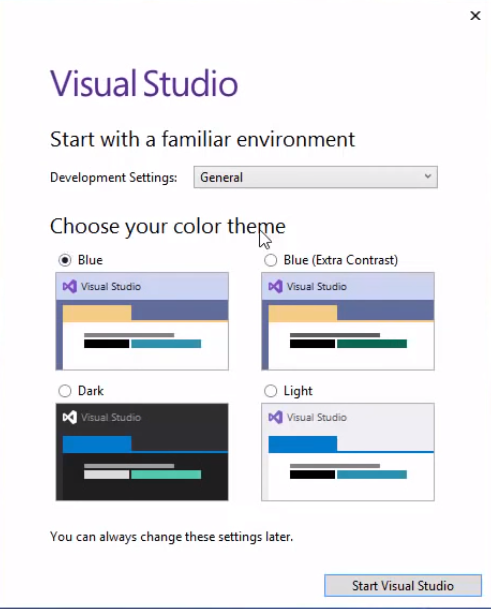 Visual Studio
Start with a familiar environment
Development Settings: General
Choose your color theme
Blue
Blue (Extra Contrast)
Visual Studio
Visual Studio
Dark
Light
Visual Studio
Visual Studio
You can always change these settings later.
Start Visual Studio